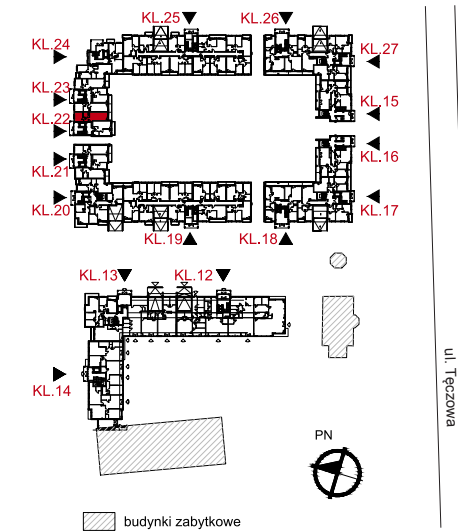 KL.25
KL.26
KL.24
KL.27
KL.23
KL.15
KL.22
KL.16
KL.21
KL.20
KL.17
KL.19
KL.18
KL.13
KL.12
KL.14
ul. Tęczowa
PN
budynki zabytkowe